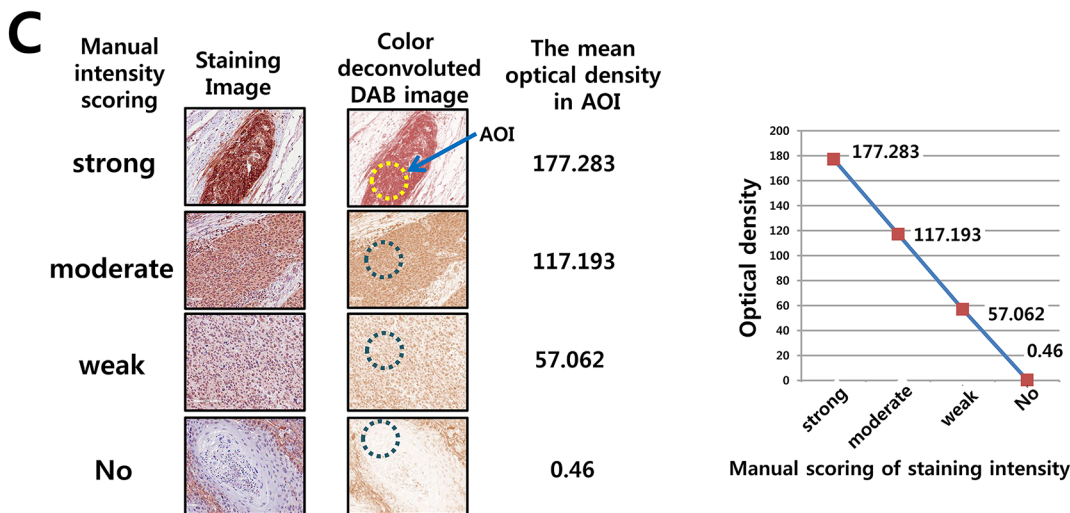 C
Manual
intensity
scoring
Staining
Image
Color
deconvoluted
DAB image
The mean
optical density
in AOI
AOI
strong
177.283
moderate
117.193
weak
57.062
No
0.46
Optical density
200
180
160
140
120
100
80
60
40
20
0
177.283
117.193
57.062
0.46
strong
moderate
weak
No
Manual scoring of staining intensity